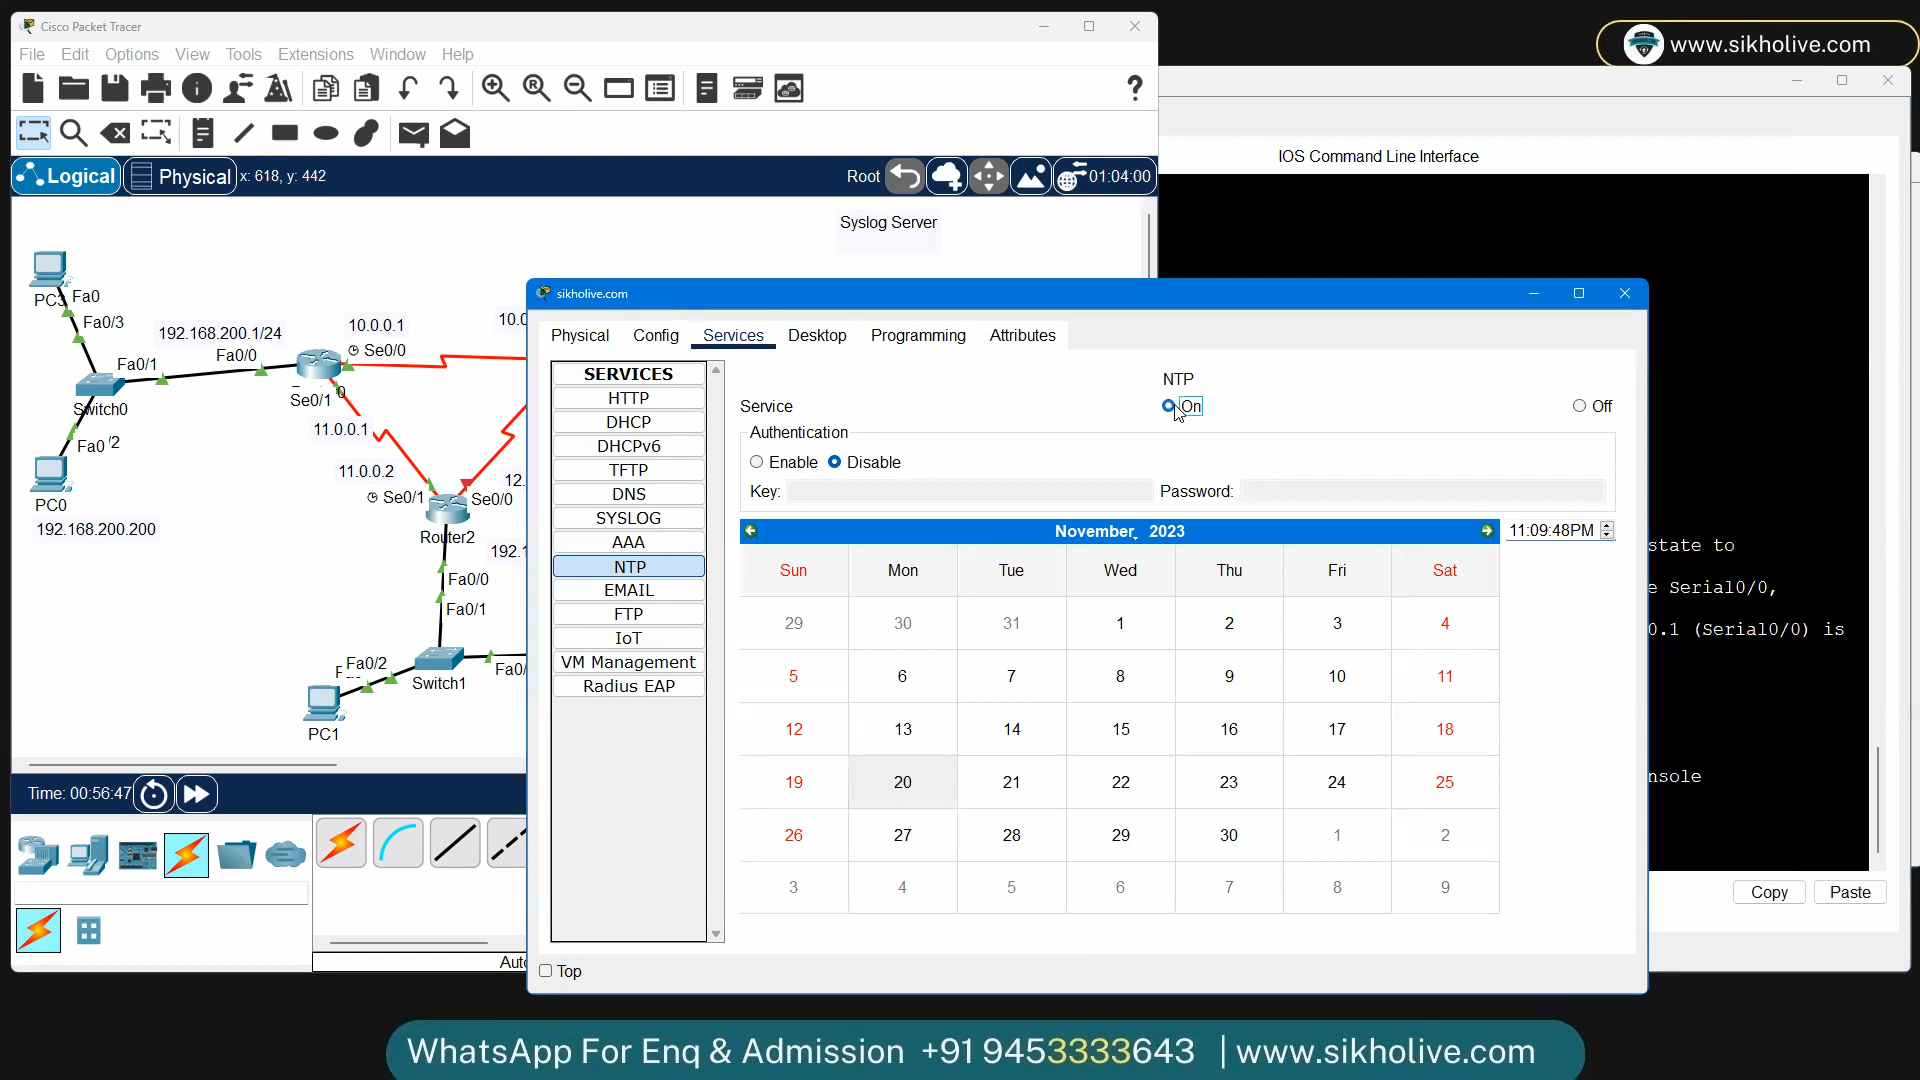 Cisco Packet Tracer
File Edit Options View Tools Extensions Window Help
www.sikholive.com
IOS Command Line Interface
Logical Physical x: 618, y: 442 Root 01:04:00
Syslog Server
PC3 Fa0
Fa0/3
192.168.200.1/24
Fa0/0
10.0.0.1
Se0/0
10.0
Fa0/1
Switch0
Se0/1 0
Fa0 /2
PC0
192.168.200.200
11.0.0.1
11.0.0.2
Se0/1
Se0/0
12.
Router2
192.1
Fa0/0
Fa0/1
Fa0/2
Switch1
Fa0/
PC1
Time: 00:56:47
sikholive.com
Physical Config Services Desktop Programming Attributes
SERVICES
HTTP
DHCP
DHCPv6
TFTP
DNS
SYSLOG
AAA
NTP
EMAIL
FTP
IoT
VM Management
Radius EAP
NTP
Service On Off
Authentication
Enable Disable
Key: Password:
November, 2023 11:09:48PM
Sun Mon Tue Wed Thu Fri Sat
29 30 31 1 2 3 4
5 6 7 8 9 10 11
12 13 14 15 16 17 18
19 20 21 22 23 24 25
26 27 28 29 30 1 2
3 4 5 6 7 8 9
Top
state to
e Serial0/0,
0.1 (Serial0/0) is
nsole
Copy Paste
WhatsApp For Enq & Admission +91 9453333643 | www.sikholive.com